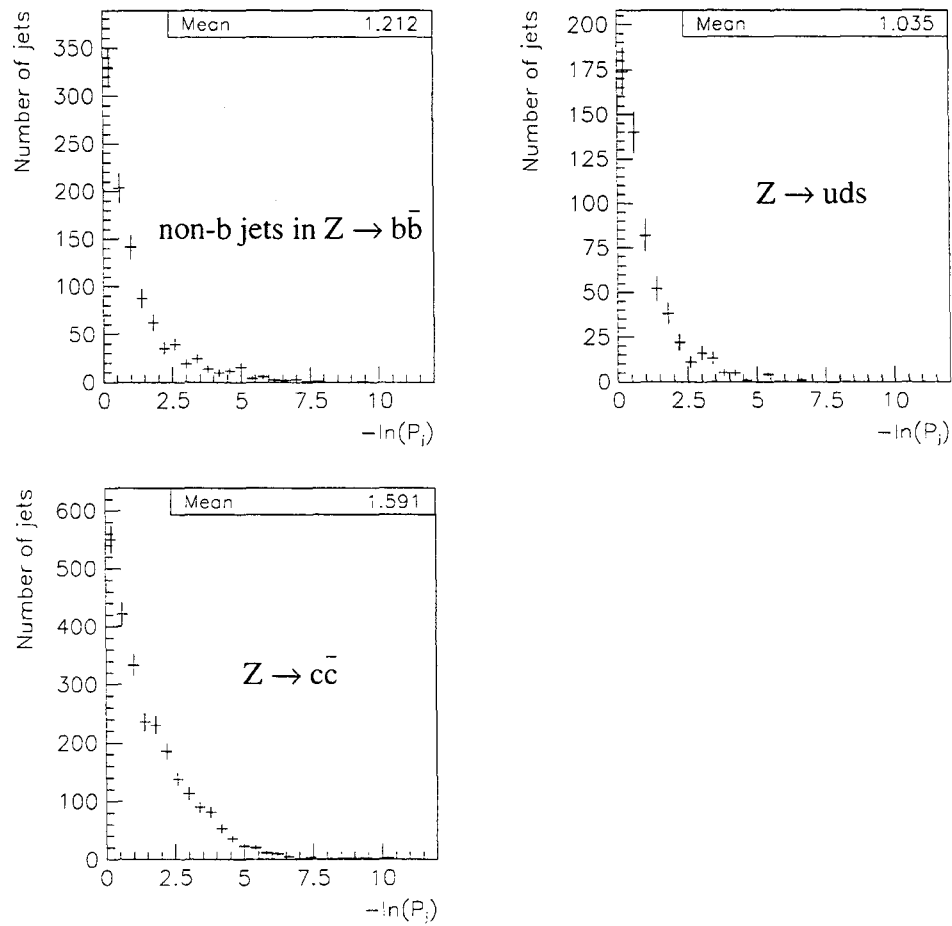 Mean 1.212
Number of jets
350
300
250
200
150
100
50
0
non-b jets in Z → bb̄
0 2.5 5 7.5 10
−ln(Pj)
Mean 1.035
Number of jets
200
175
150
125
100
75
50
25
0
Z → uds
0 2.5 5 7.5 10
−ln(Pj)
Mean 1.591
Number of jets
600
500
400
300
200
100
0
Z → cc̄
0 2.5 5 7.5 10
−ln(Pj)